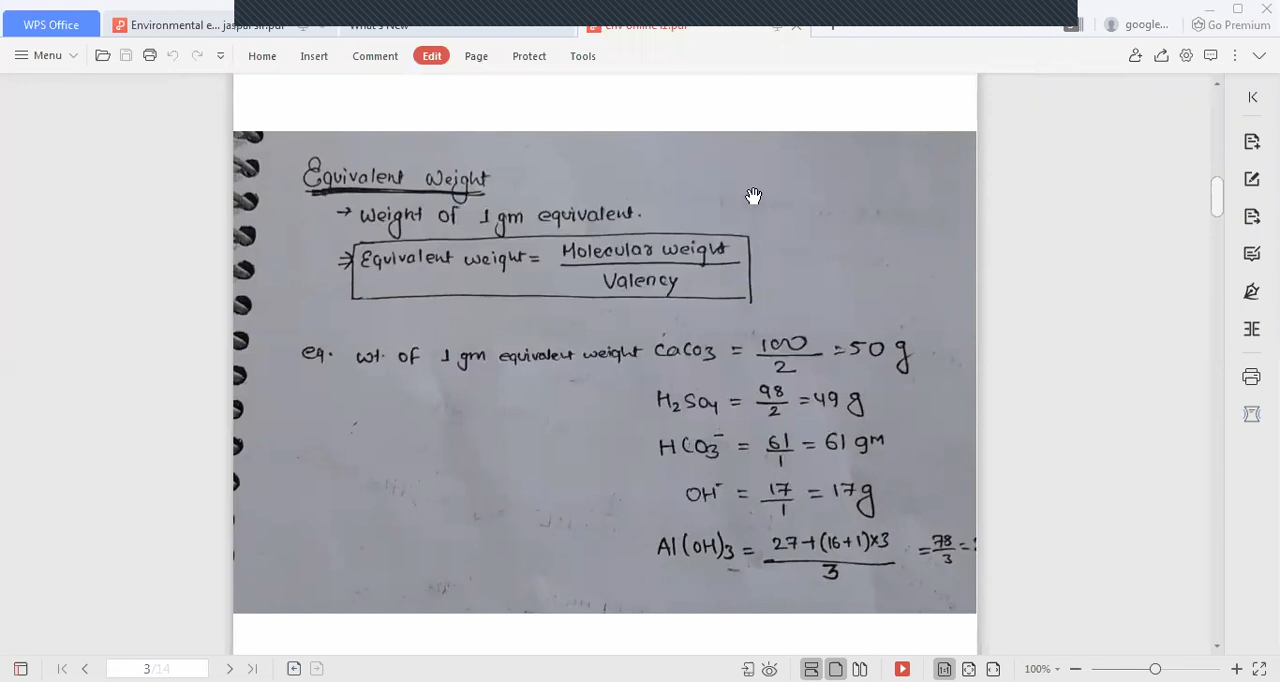 WPS Office
Environmental e... jaspal sir.pdf
What's New
google...
Go Premium
Menu
Home
Insert
Comment
Edit
Page
Protect
Tools
Equivalent Weight
→ Weight of 1 gm equivalent.
⇒ Equivalent weight = Molecular weight / Valency
eq. wt. of 1 gm equivalent weight CaCO3 = 100/2 = 50 g
H2SO4 = 98/2 = 49 g
HCO3⁻ = 61/1 = 61 gm
OH⁻ = 17/1 = 17g
Al(OH)3 = 27+(16+1)×3 / 3 = 78/3 =
3/14
100%